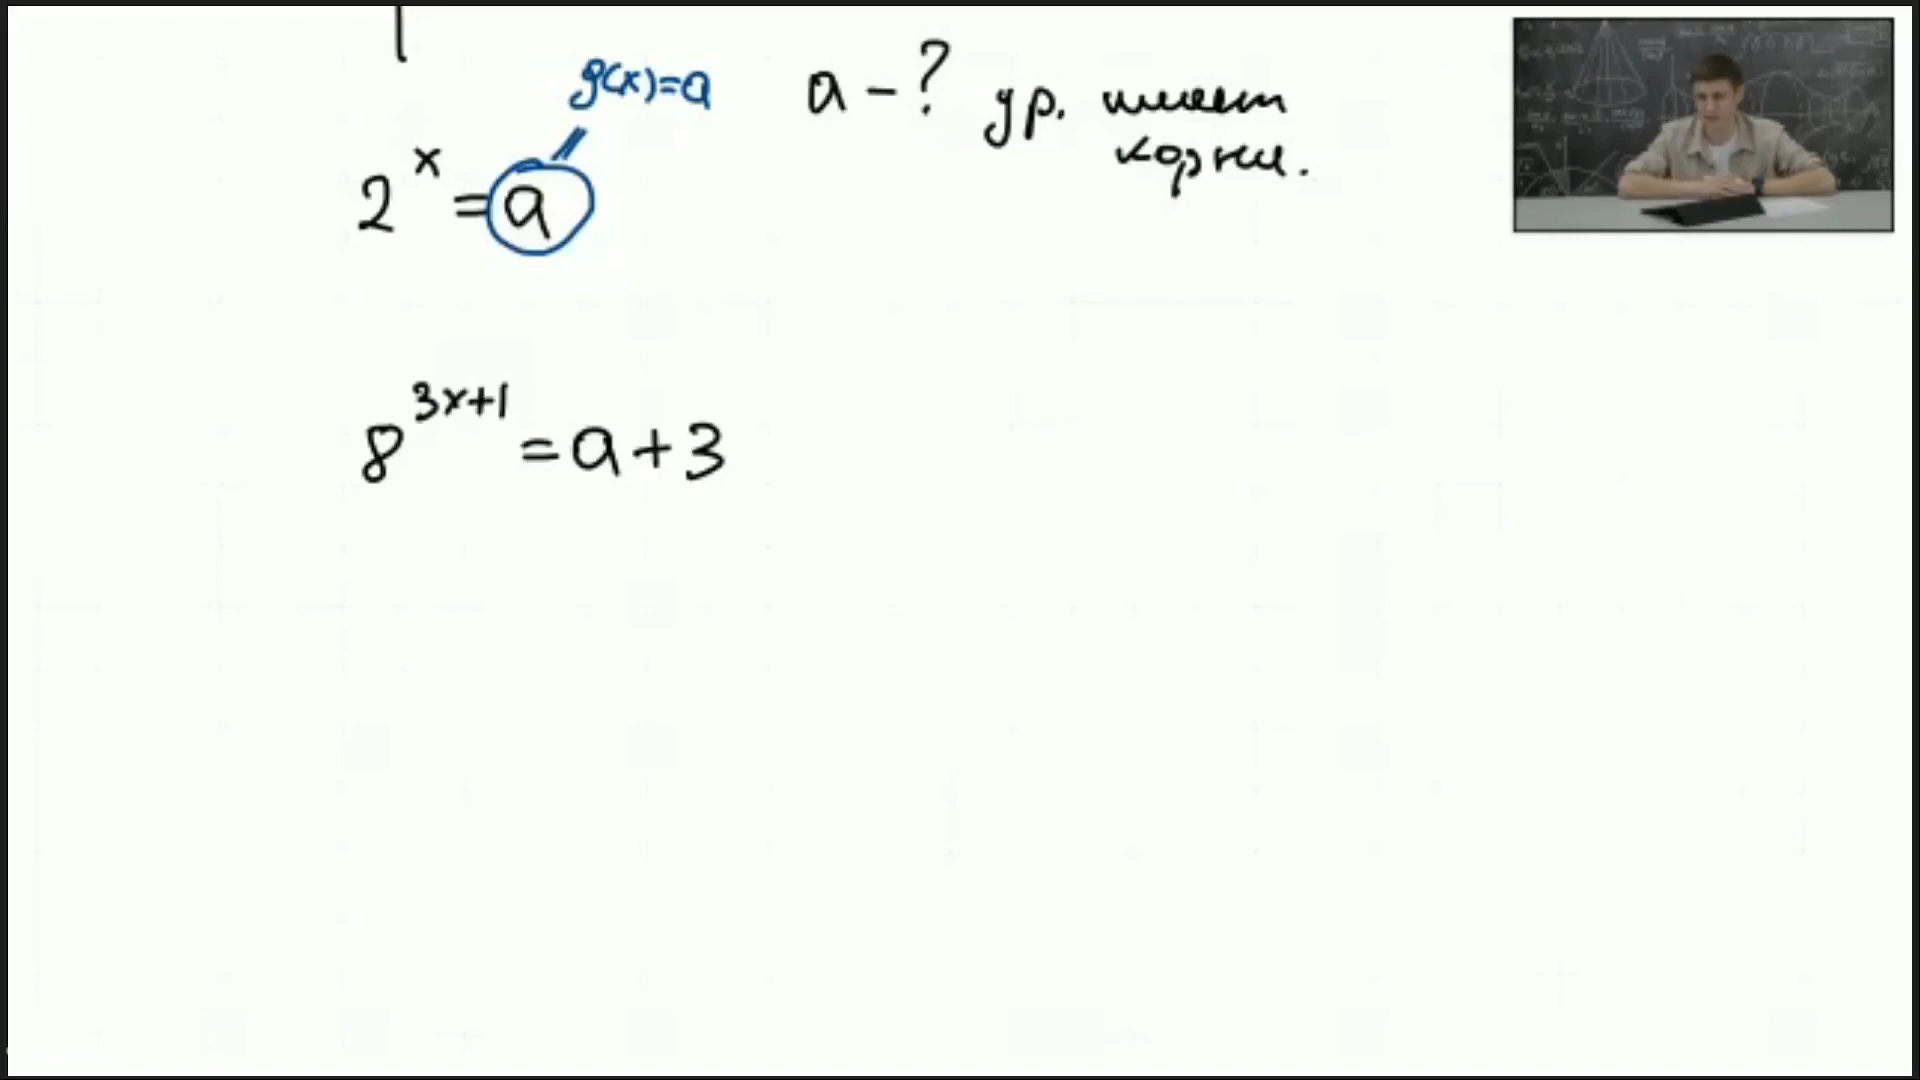 g(x)=a
a - ? ур. имеет
корни.
2^x = a
8^{3x+1} = a + 3